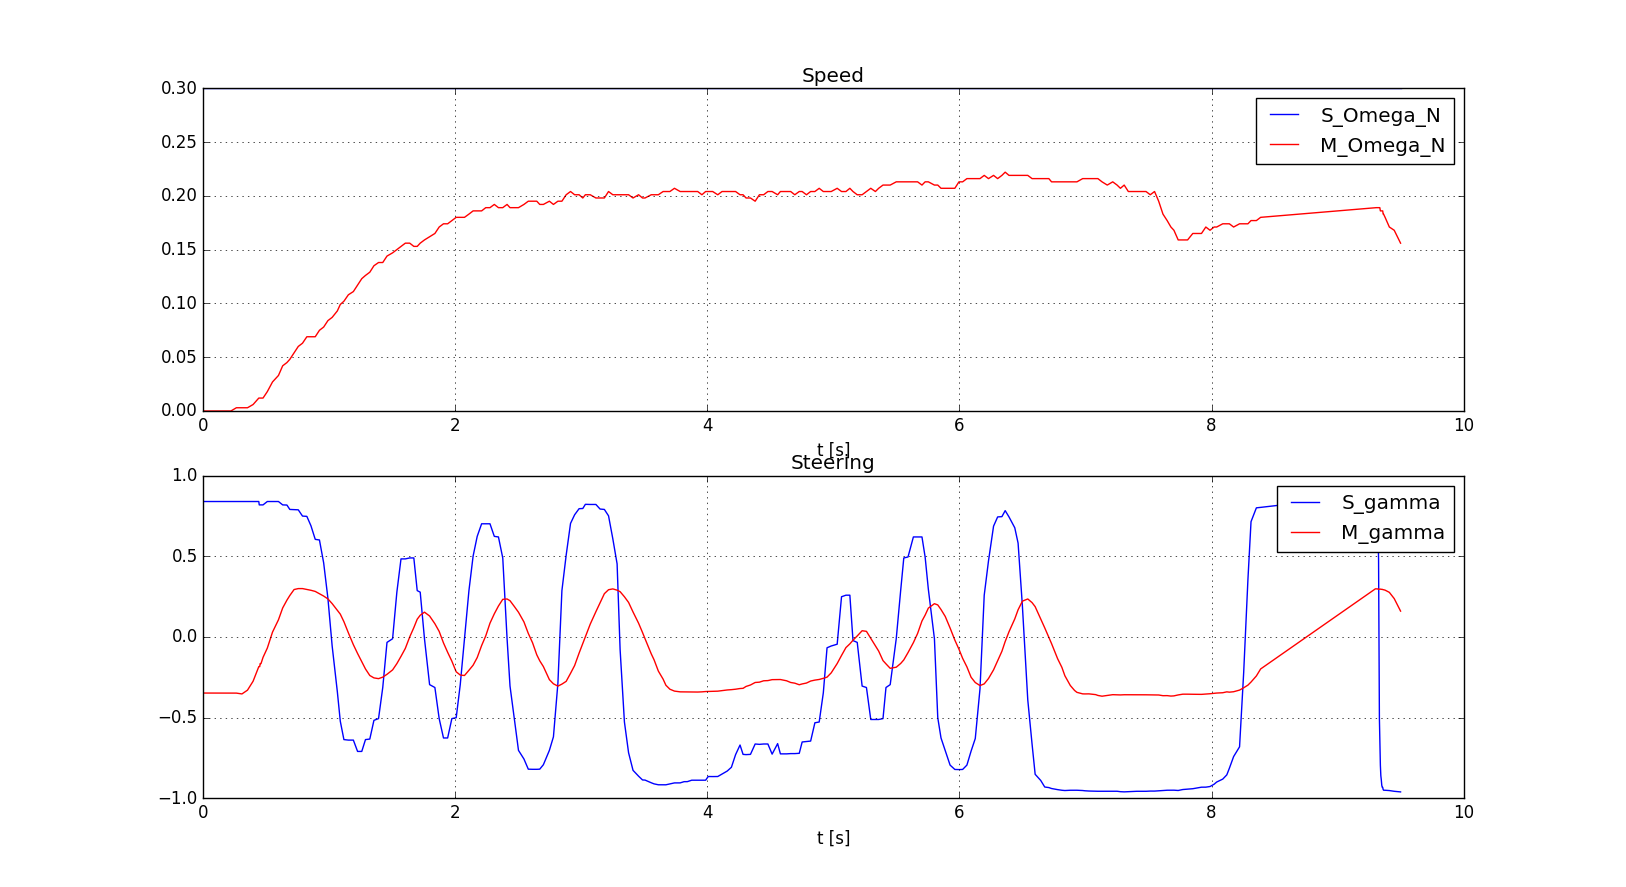 Speed
0.30
0.25
0.20
0.15
0.10
0.05
0.00
S_Omega_N
M_Omega_N
0 2 4 6 8 10
t [s]
Steering
1.0
0.5
0.0
−0.5
−1.0
S_gamma
M_gamma
0 2 4 6 8 10
t [s]